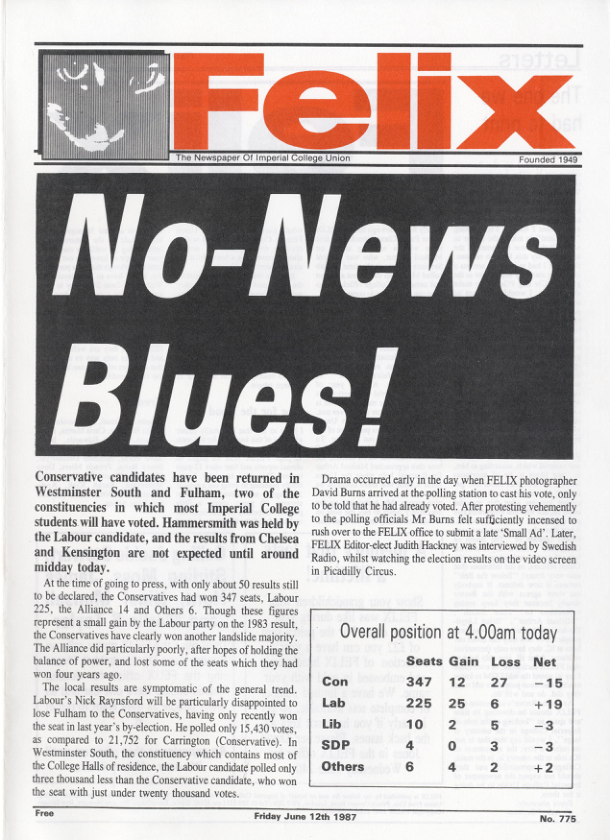 Felix
The Newspaper Of Imperial College Union
Founded 1949
No-News
Blues!
Conservative candidates have been returned in
Westminster South and Fulham, two of the
constituencies in which most Imperial College
students will have voted. Hammersmith was held by
the Labour candidate, and the results from Chelsea
and Kensington are not expected until around
midday today.
At the time of going to press, with only about 50 results still
to be declared, the Conservatives had won 347 seats, Labour
225, the Alliance 14 and Others 6. Though these figures
represent a small gain by the Labour party on the 1983 result,
the Conservatives have clearly won another landslide majority.
The Alliance did particularly poorly, after hopes of holding the
balance of power, and lost some of the seats which they had
won four years ago.
The local results are symptomatic of the general trend.
Labour's Nick Raynsford will be particularly disappointed to
lose Fulham to the Conservatives, having only recently won
the seat in last year's by-election. He polled only 15,430 votes,
as compared to 21,752 for Carrington (Conservative). In
Westminster South, the constituency which contains most of
the College Halls of residence, the Labour candidate polled only
three thousand less than the Conservative candidate, who won
the seat with just under twenty thousand votes.
Drama occurred early in the day when FELIX photographer
David Burns arrived at the polling station to cast his vote, only
to be told that he had already voted. After protesting vehemently
to the polling officials Mr Burns felt sufficiently incensed to
rush over to the FELIX office to submit a late 'Small Ad'. Later,
FELIX Editor-elect Judith Hackney was interviewed by Swedish
Radio, whilst watching the election results on the video screen
in Picadilly Circus.
Overall position at 4.00am today
Seats Gain Loss Net
Con 347 12 27 −15
Lab 225 25 6 +19
Lib 10 2 5 −3
SDP 4 0 3 −3
Others 6 4 2 +2
Free
Friday June 12th 1987
No. 775